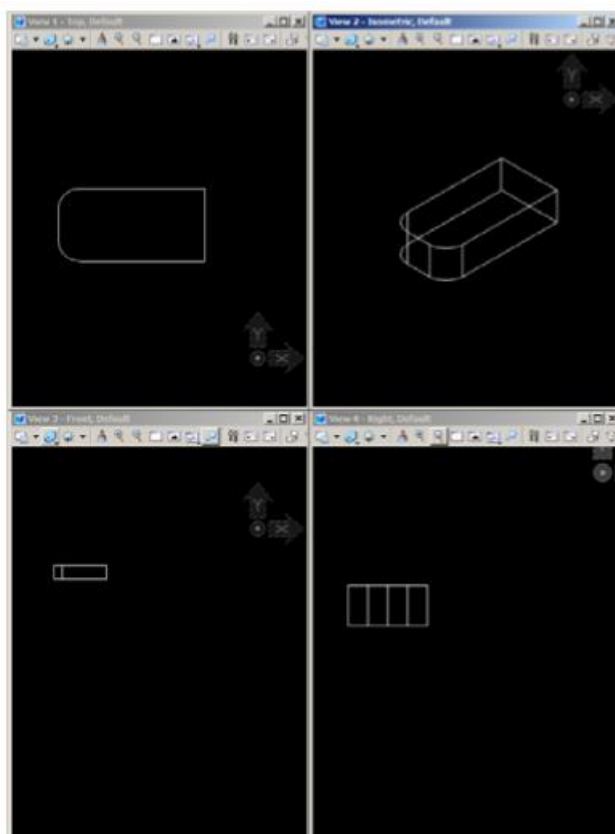 View 1 - Top, Default
View 2 - Isometric, Default
Y
X
Y
X
View 3 - Front, Default
View 4 - Right, Default
Y
X